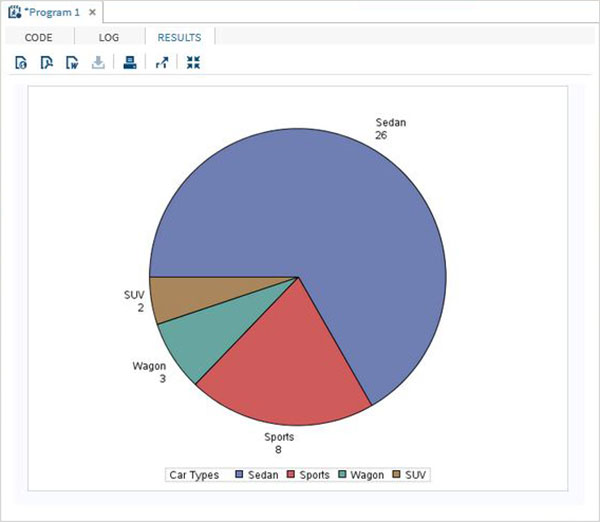 *Program 1
CODE LOG RESULTS
Sedan
26
SUV
2
Wagon
3
Sports
8
Car Types Sedan Sports Wagon SUV